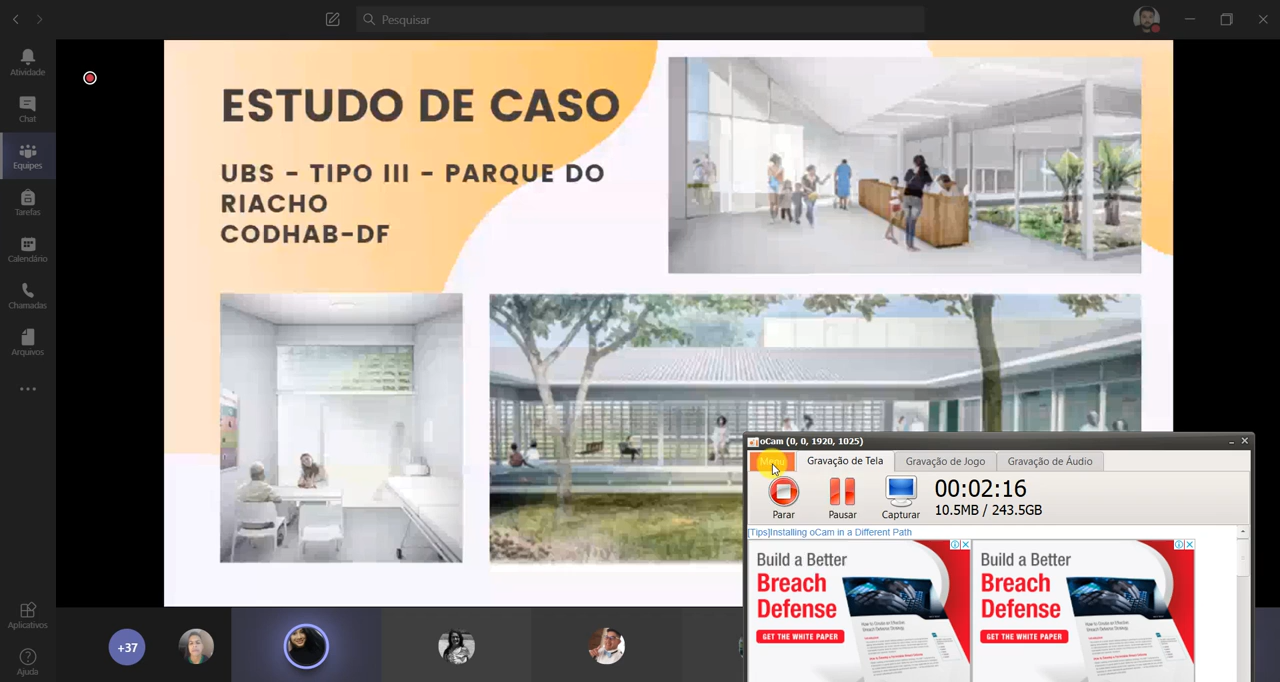 Pesquisar
Atividade
Chat
Equipes
Tarefas
Calendário
Chamadas
Arquivos
Aplicativos
Ajuda
ESTUDO DE CASO
UBS - TIPO III - PARQUE DO
RIACHO
CODHAB-DF
+37
oCam (0, 0, 1920, 1025)
Menu
Gravação de Tela
Gravação de Jogo
Gravação de Áudio
Parar
Pausar
Capturar
00:02:16
10.5MB / 243.5GB
[Tips]Installing oCam in a Different Path
Build a Better
Breach
Defense
GET THE WHITE PAPER
Build a Better
Breach
Defense
GET THE WHITE PAPER